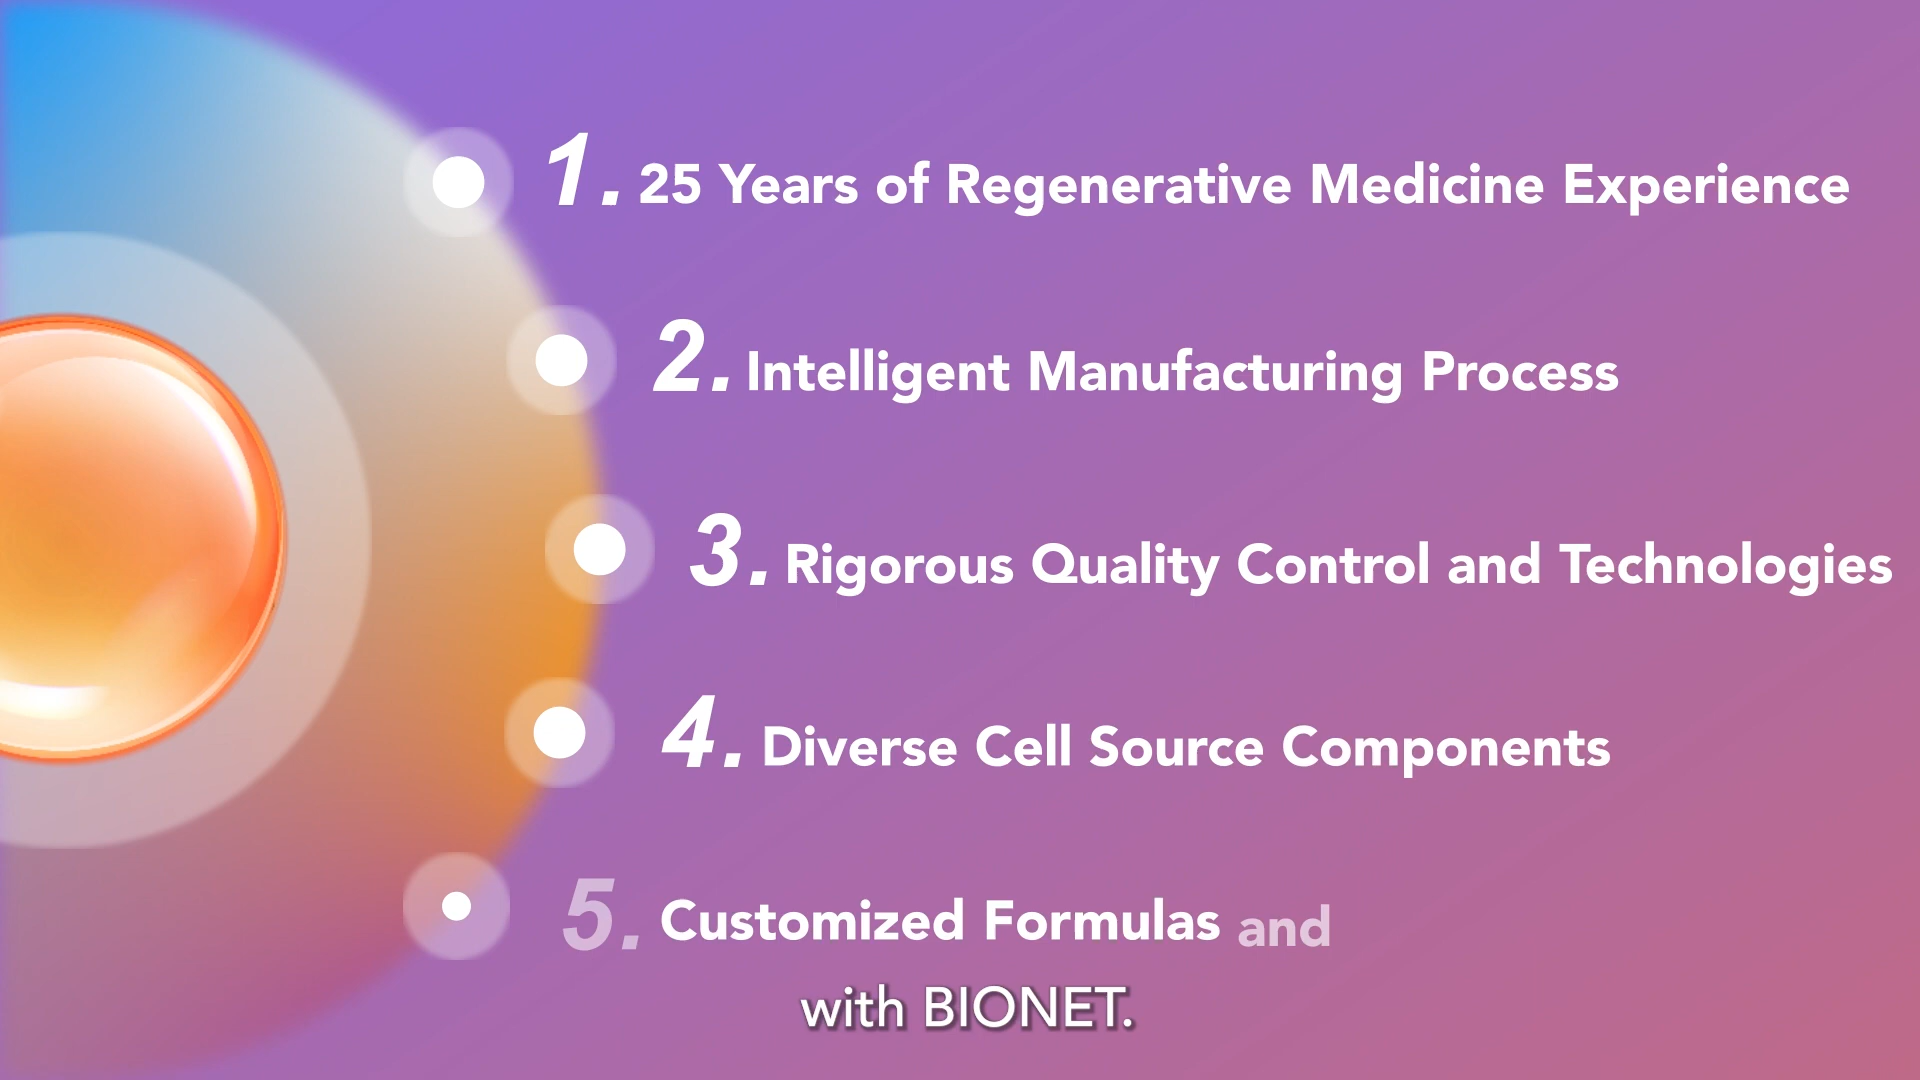 1. 25 Years of Regenerative Medicine Experience
2. Intelligent Manufacturing Process
3. Rigorous Quality Control and Technologies
4. Diverse Cell Source Components
5. Customized Formulas and
with BIONET.